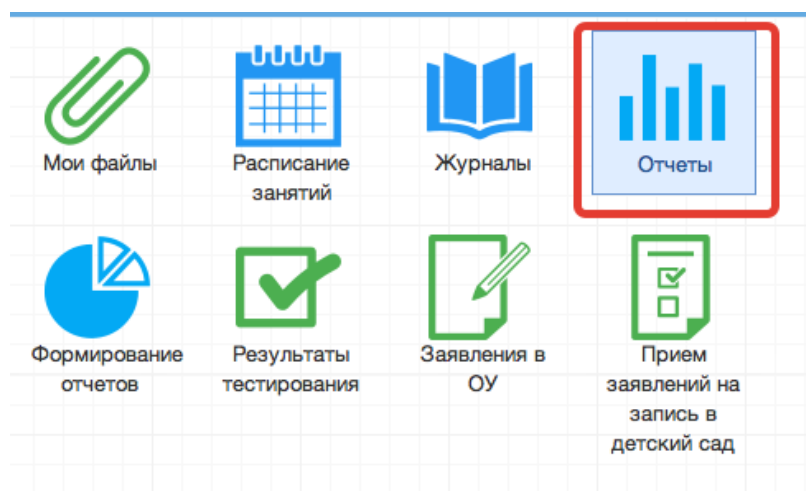 Мои файлы
Расписание
занятий
Журналы
Отчеты
Формирование
отчетов
Результаты
тестирования
Заявления в
ОУ
Прием
заявлений на
запись в
детский сад